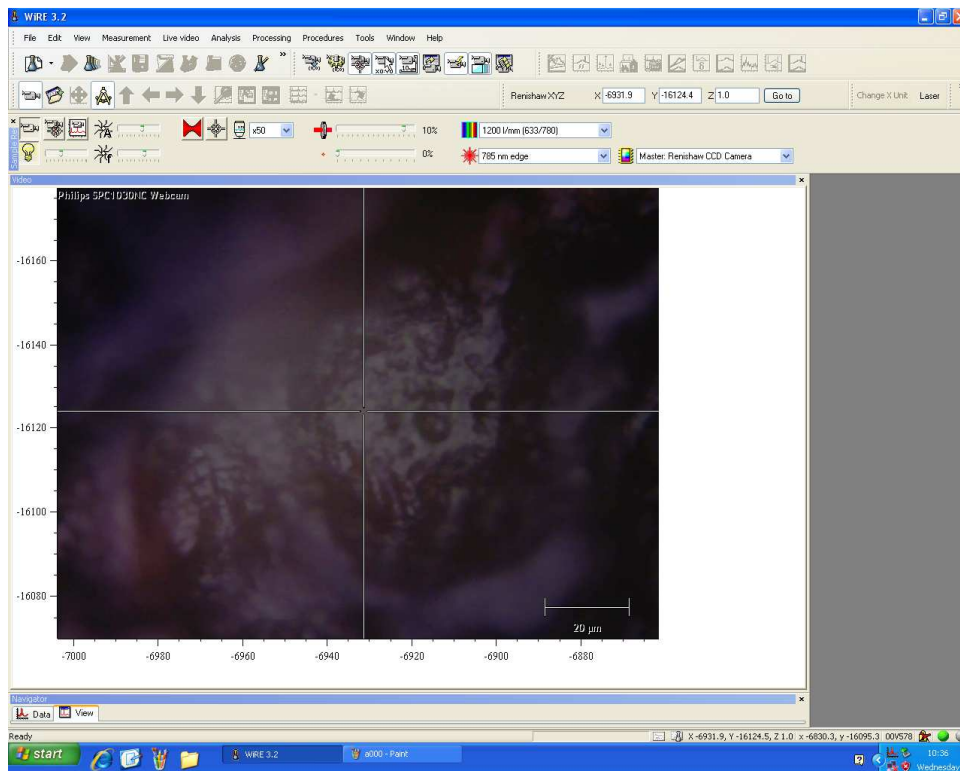 WiRE 3.2
File Edit View Measurement Live video Analysis Processing Procedures Tools Window Help
Renishaw XYZ X -6931.9 Y -16124.4 Z 1.0 Go to Change X Unit Laser
x50 10% 1200 l/mm (633/780)
0% 785 nm edge Master: Renishaw CCD Camera
Video
Philips SPC1030NC Webcam
-16160
-16140
-16120
-16100
-16080
20 µm
-7000 -6980 -6960 -6940 -6920 -6900 -6880
Navigator
Data View
Ready X -6931.9, Y -16124.5, Z 1.0 x -6830.3, y -16095.3 00V578
start WiRE 3.2 a000 - Paint 10:36
Wednesday